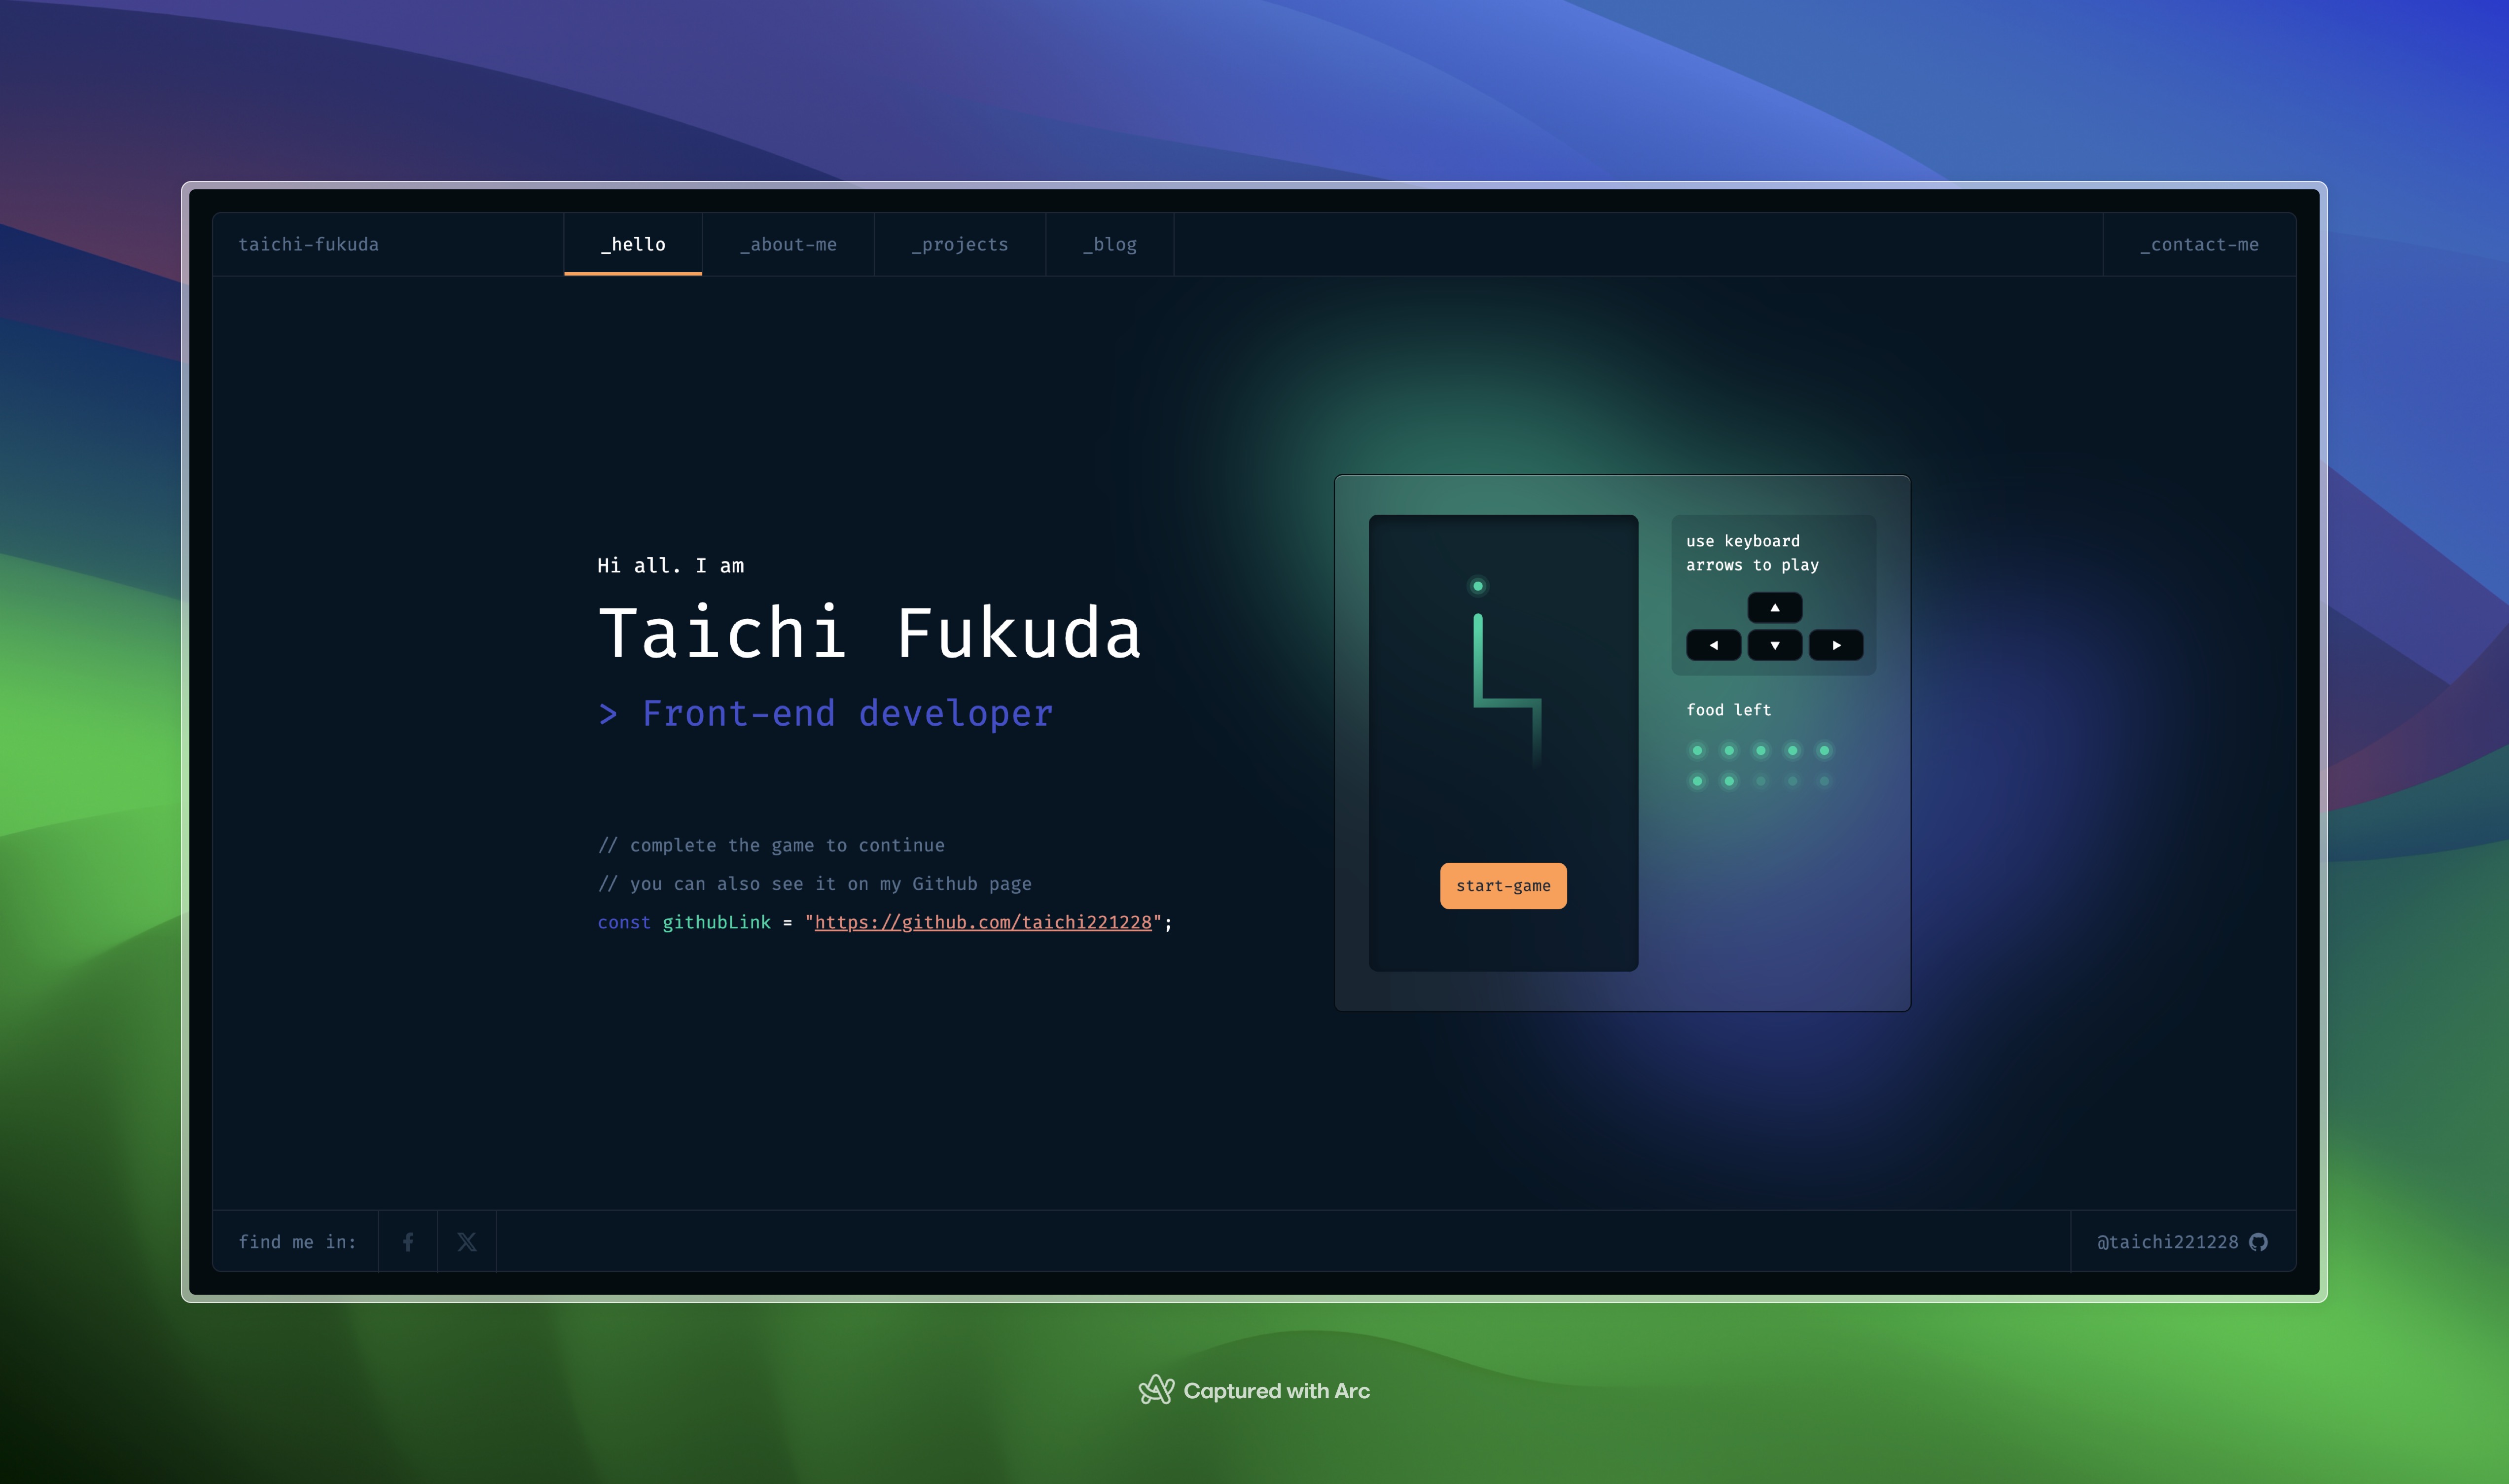 taichi-fukuda
_hello
_about-me
_projects
_blog
_contact-me
Hi all. I am
Taichi Fukuda
> Front-end developer
// complete the game to continue
// you can also see it on my Github page
const githubLink = "https://github.com/taichi221228";
start-game
use keyboard
arrows to play
food left
find me in:
@taichi221228
Captured with Arc